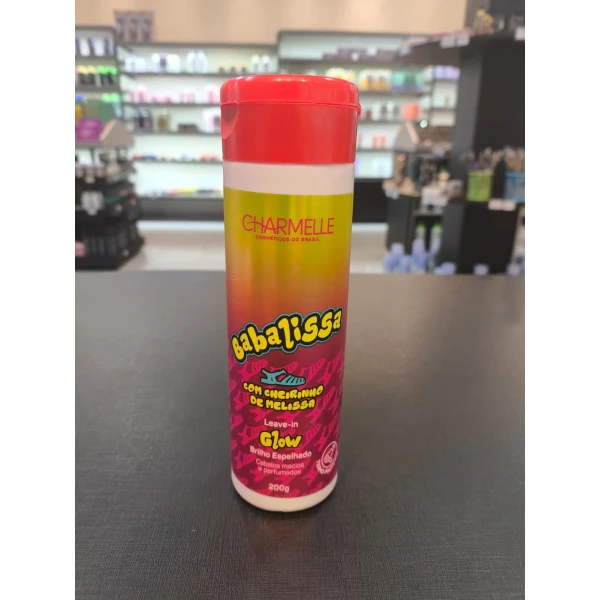 CHARMELLE
COSMÉTICOS DO BRASIL
Babalissa
COM CHEIRINHO
DE MELISSA
Leave-in
Glow
Brilho Espelhado
Cabelos macios
e perfumados
200g